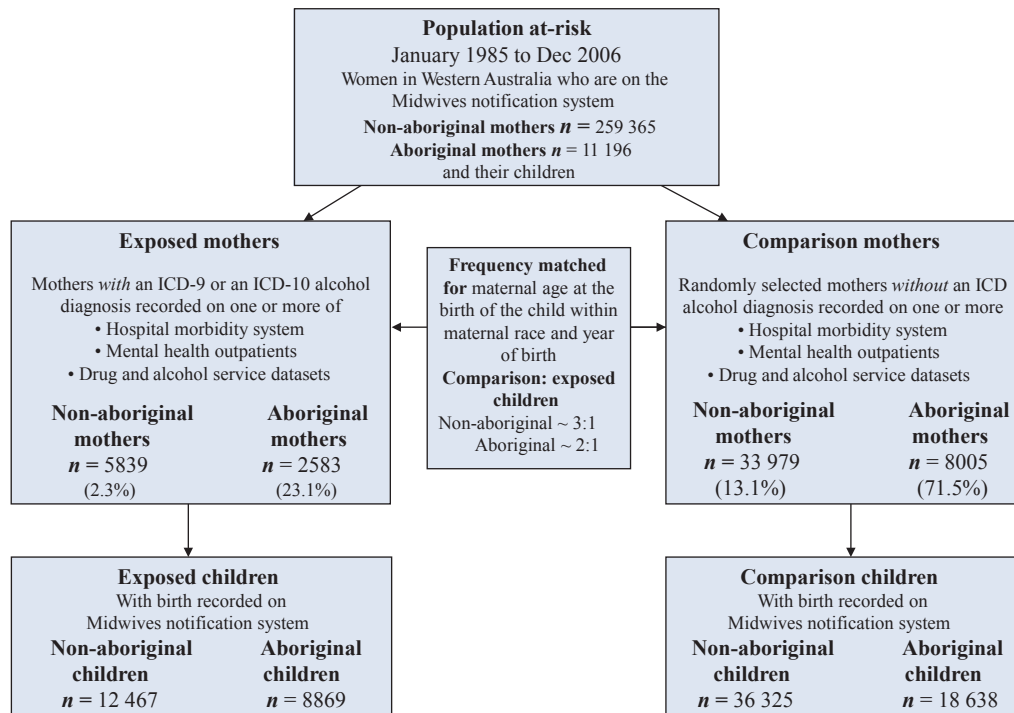 Population at-risk
January 1985 to Dec 2006
Women in Western Australia who are on the
Midwives notification system
Non-aboriginal mothers n = 259 365
Aboriginal mothers n = 11 196
and their children
Exposed mothers
Mothers with an ICD-9 or an ICD-10 alcohol
diagnosis recorded on one or more of
• Hospital morbidity system
• Mental health outpatients
• Drug and alcohol service datasets
Non-aboriginal
mothers
n = 5839
(2.3%)
Aboriginal
mothers
n = 2583
(23.1%)
Frequency matched
for maternal age at the
birth of the child within
maternal race and year
of birth
Comparison: exposed
children
Non-aboriginal ~ 3:1
Aboriginal ~ 2:1
Comparison mothers
Randomly selected mothers without an ICD
alcohol diagnosis recorded on one or more
• Hospital morbidity system
• Mental health outpatients
• Drug and alcohol service datasets
Non-aboriginal
mothers
n = 33 979
(13.1%)
Aboriginal
mothers
n = 8005
(71.5%)
Exposed children
With birth recorded on
Midwives notification system
Non-aboriginal
children
n = 12 467
Aboriginal
children
n = 8869
Comparison children
With birth recorded on
Midwives notification system
Non-aboriginal
children
n = 36 325
Aboriginal
children
n = 18 638